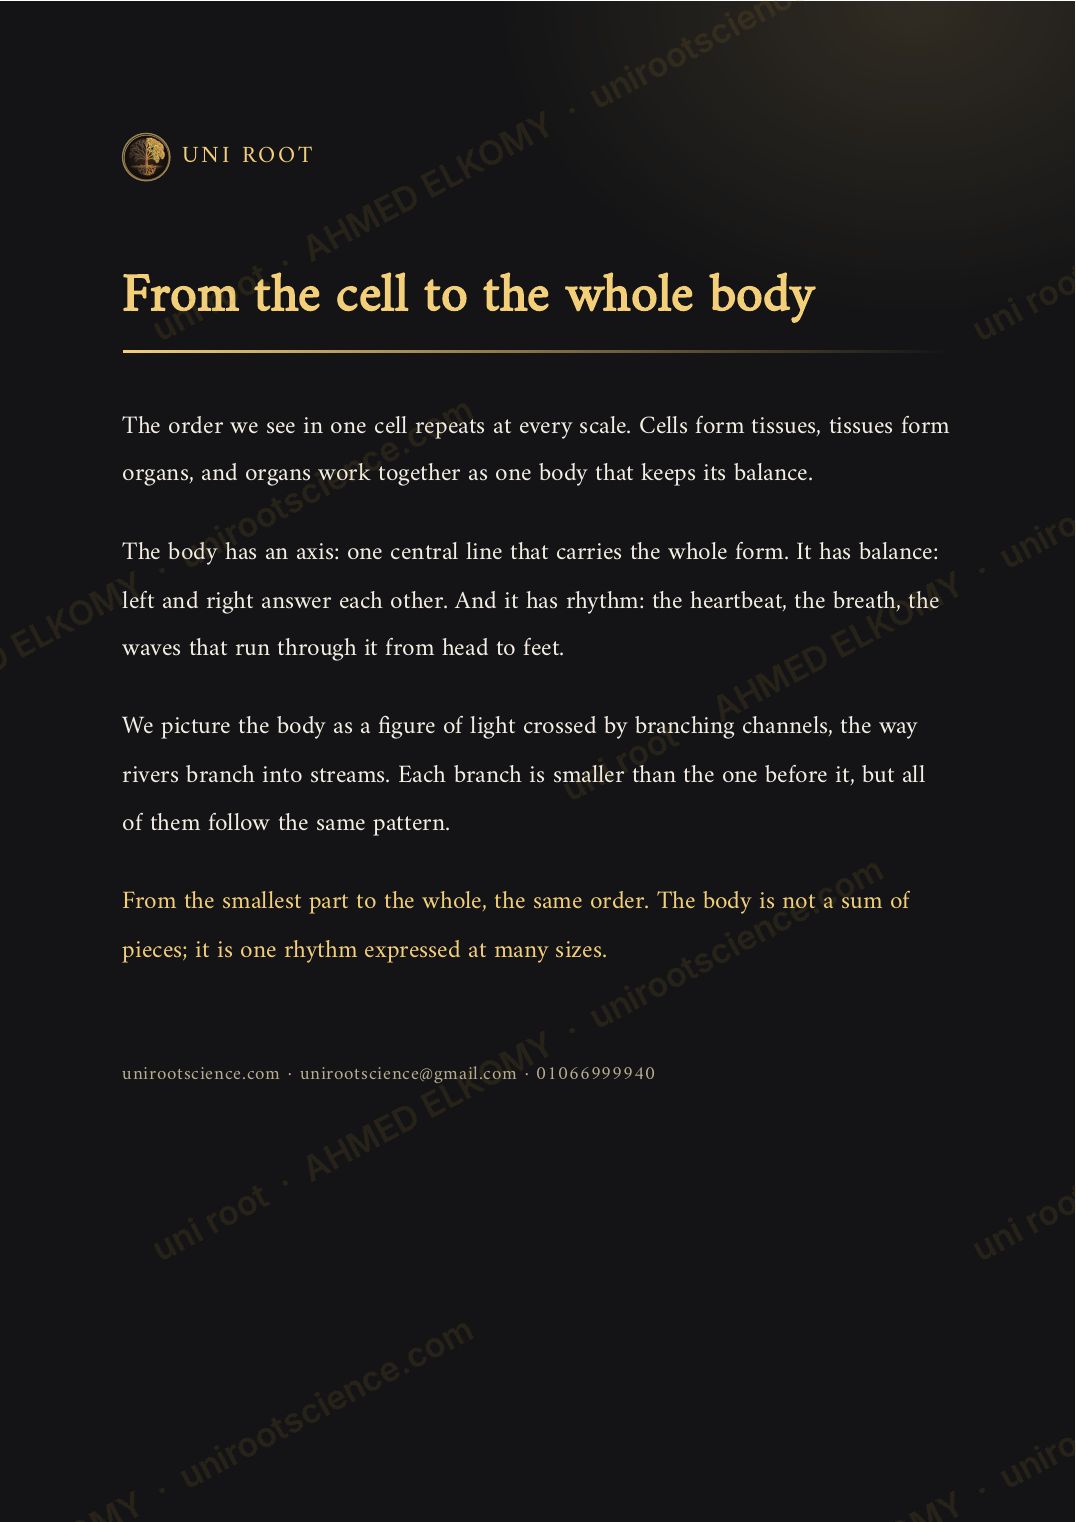 UNI ROOT
From the cell to the whole body
The order we see in one cell repeats at every scale. Cells form tissues, tissues form
organs, and organs work together as one body that keeps its balance.
The body has an axis: one central line that carries the whole form. It has balance:
left and right answer each other. And it has rhythm: the heartbeat, the breath, the
waves that run through it from head to feet.
We picture the body as a figure of light crossed by branching channels, the way
rivers branch into streams. Each branch is smaller than the one before it, but all
of them follow the same pattern.
From the smallest part to the whole, the same order. The body is not a sum of
pieces; it is one rhythm expressed at many sizes.
unirootscience.com · unirootscience@gmail.com · 01066999940
uni root · AHMED ELKOMY · unirootscience.com